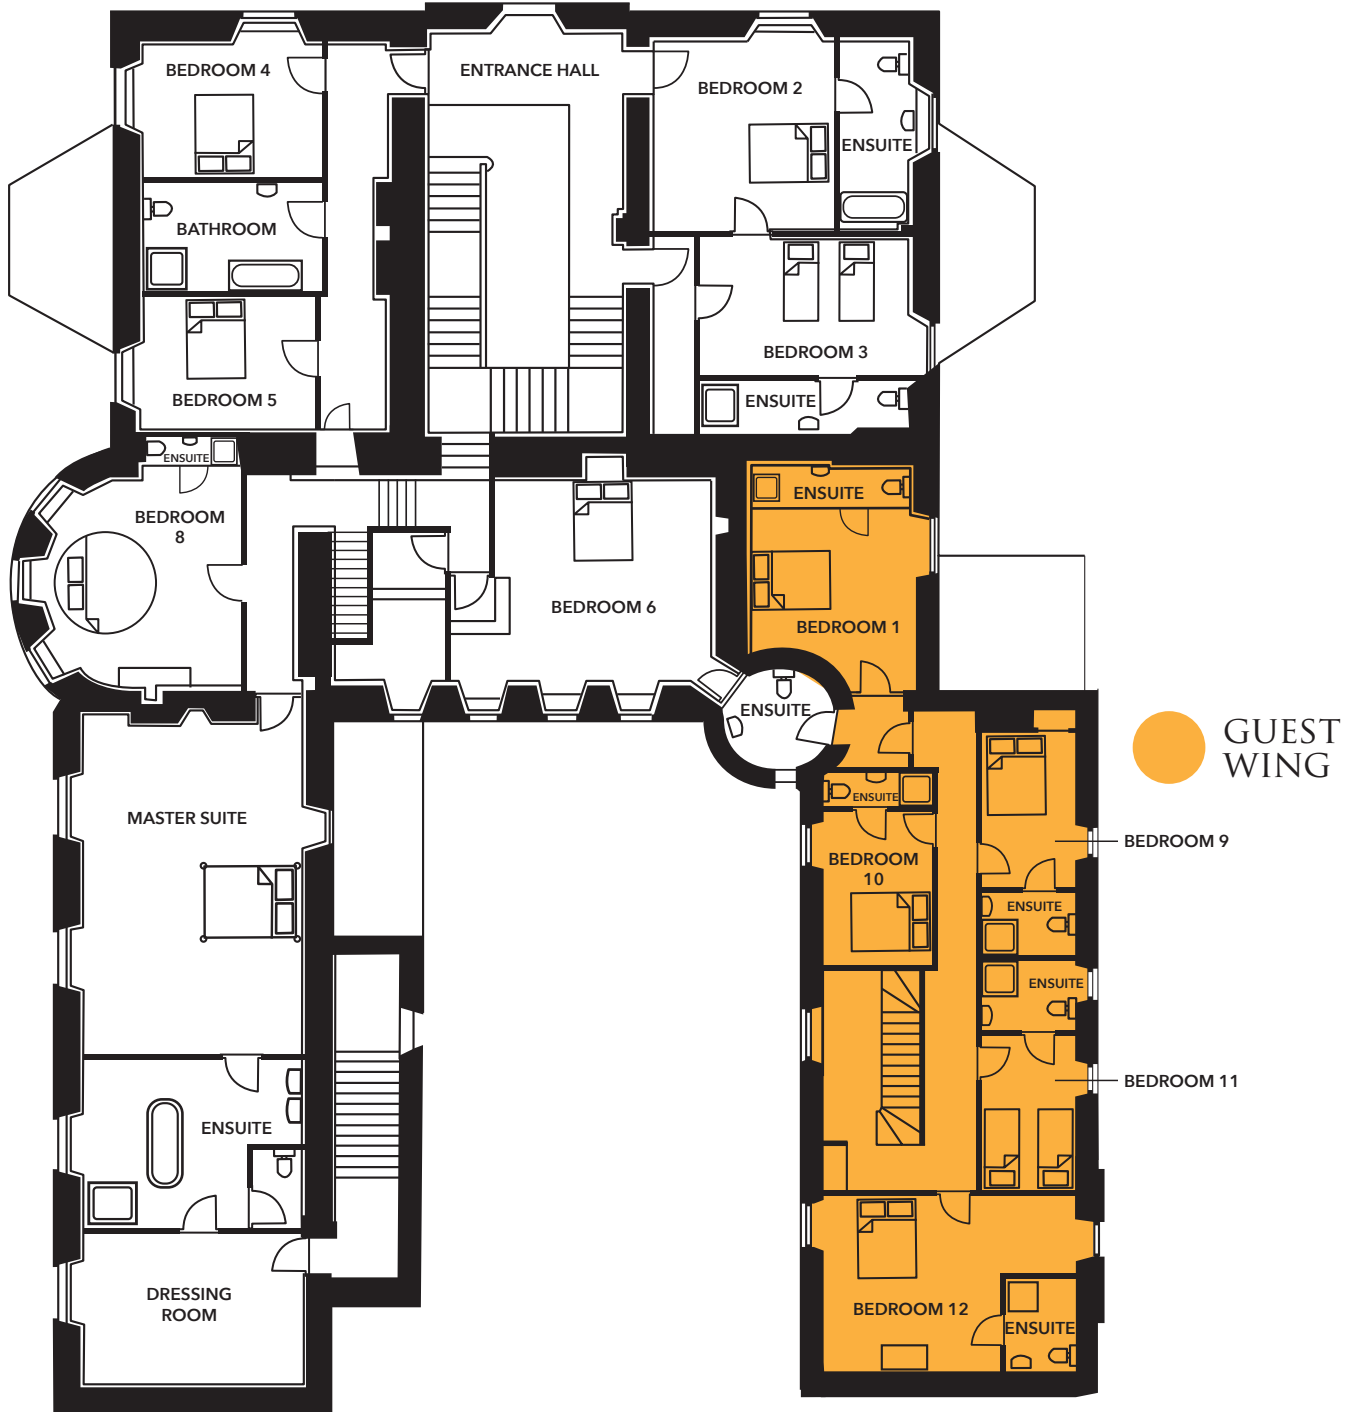 BEDROOM 4
ENTRANCE HALL
BEDROOM 2
ENSUITE
BATHROOM
BEDROOM 3
BEDROOM 5
ENSUITE
ENSUITE
BEDROOM
8
ENSUITE
BEDROOM 6
BEDROOM 1
ENSUITE
GUEST
WING
MASTER SUITE
ENSUITE
BEDROOM
10
BEDROOM 9
ENSUITE
ENSUITE
BEDROOM 11
ENSUITE
DRESSING
ROOM
BEDROOM 12
ENSUITE